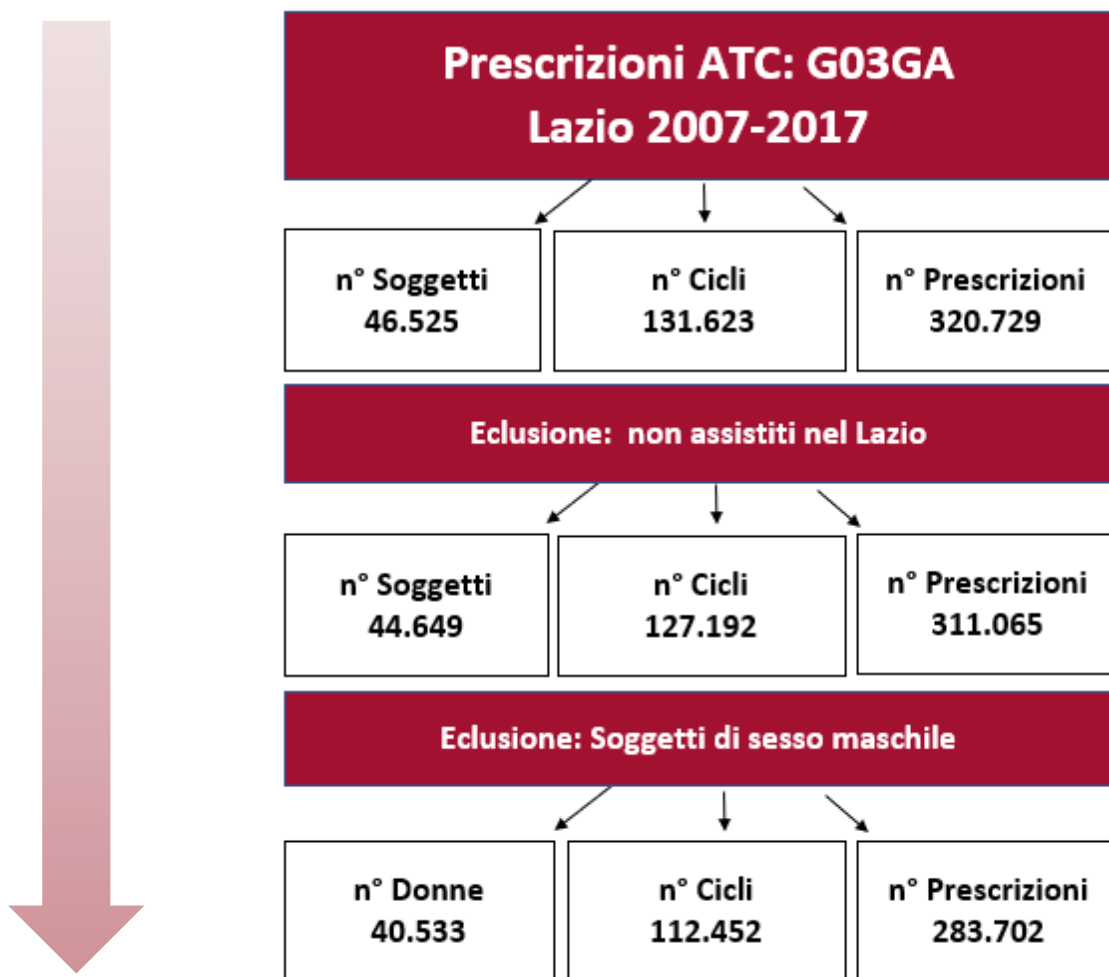 Prescrizioni ATC: G03GA
Lazio 2007-2017
n° Soggetti
46.525
n° Cicli
131.623
n° Prescrizioni
320.729
Eclusione: non assistiti nel Lazio
n° Soggetti
44.649
n° Cicli
127.192
n° Prescrizioni
311.065
Eclusione: Soggetti di sesso maschile
n° Donne
40.533
n° Cicli
112.452
n° Prescrizioni
283.702